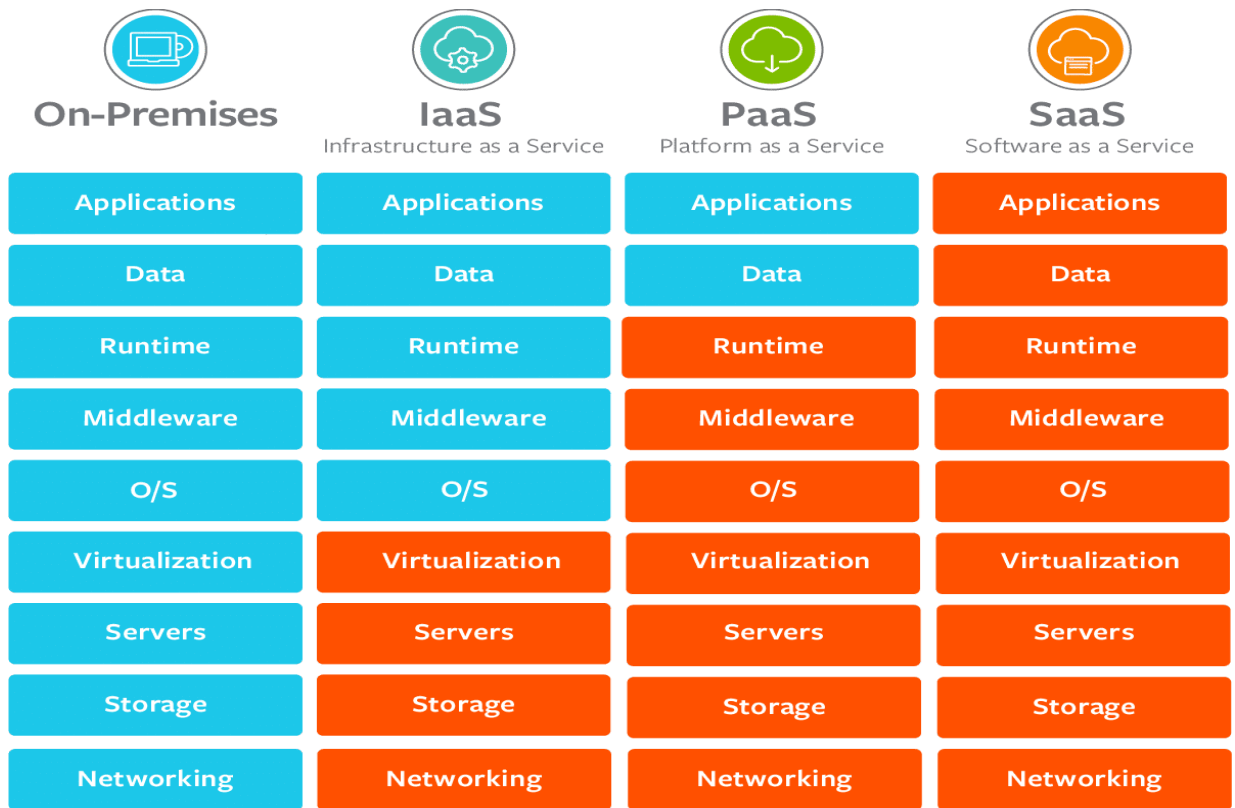 On-Premises IaaS PaaS SaaS
Infrastructure as a Service Platform as a Service Software as a Service
Applications Applications Applications Applications
Data Data Data Data
Runtime Runtime Runtime Runtime
Middleware Middleware Middleware Middleware
O/S O/S O/S O/S
Virtualization Virtualization Virtualization Virtualization
Servers Servers Servers Servers
Storage Storage Storage Storage
Networking Networking Networking Networking